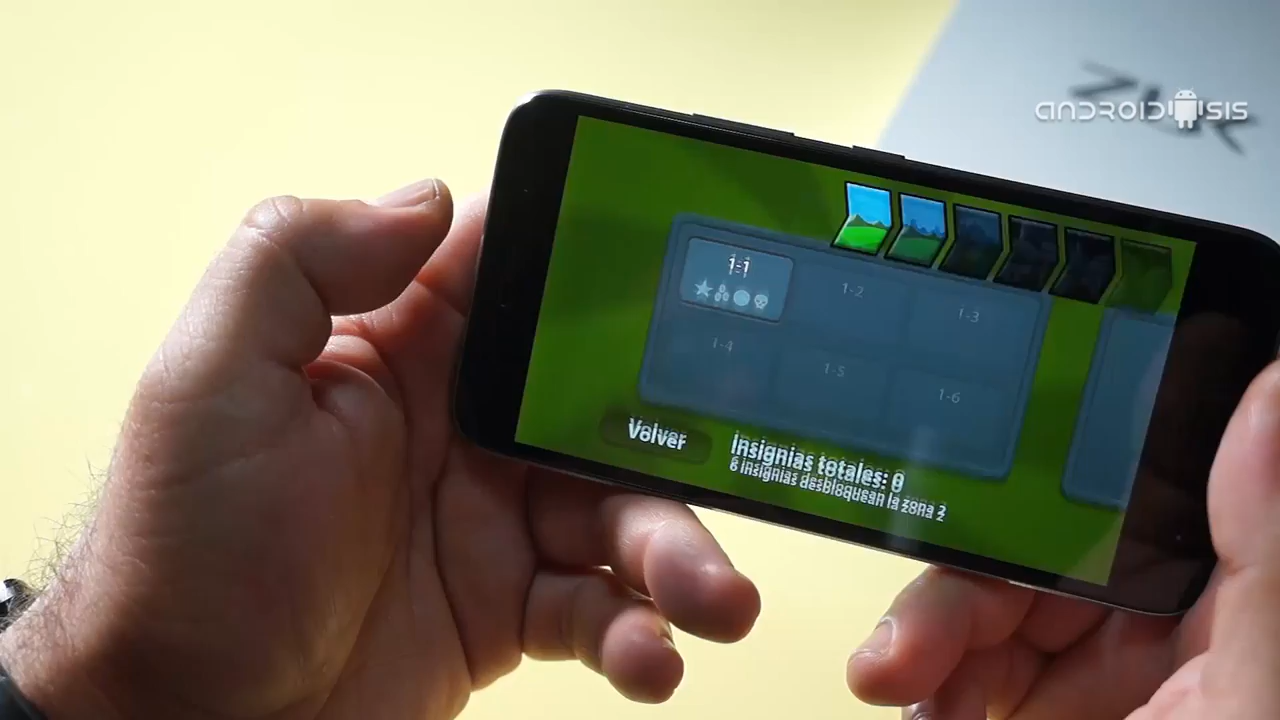 ANDROIDSIS
ZUK
1-1
1-2
1-3
1-4
1-5
1-6
Volver
Insignias totales: 0
6 insignias desbloquean la zona 2